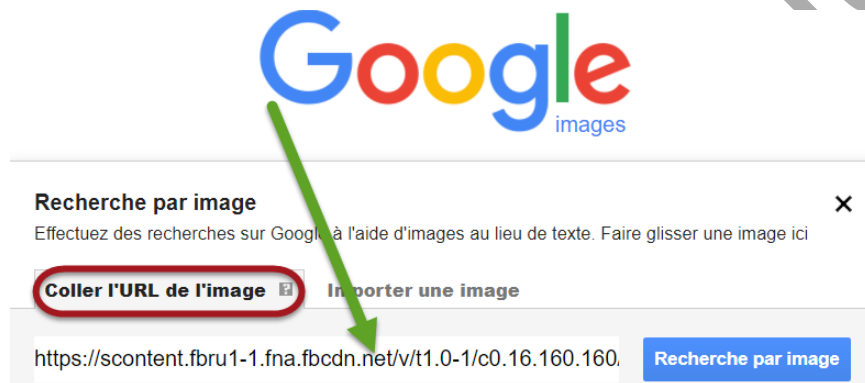 Google
images
Recherche par image
Effectuez des recherches sur Google à l'aide d'images au lieu de texte. Faire glisser une image ici
Coller l'URL de l'image ?
Importer une image
https://scontent.fbru1-1.fna.fbcdn.net/v/t1.0-1/c0.16.160.160/
Recherche par image